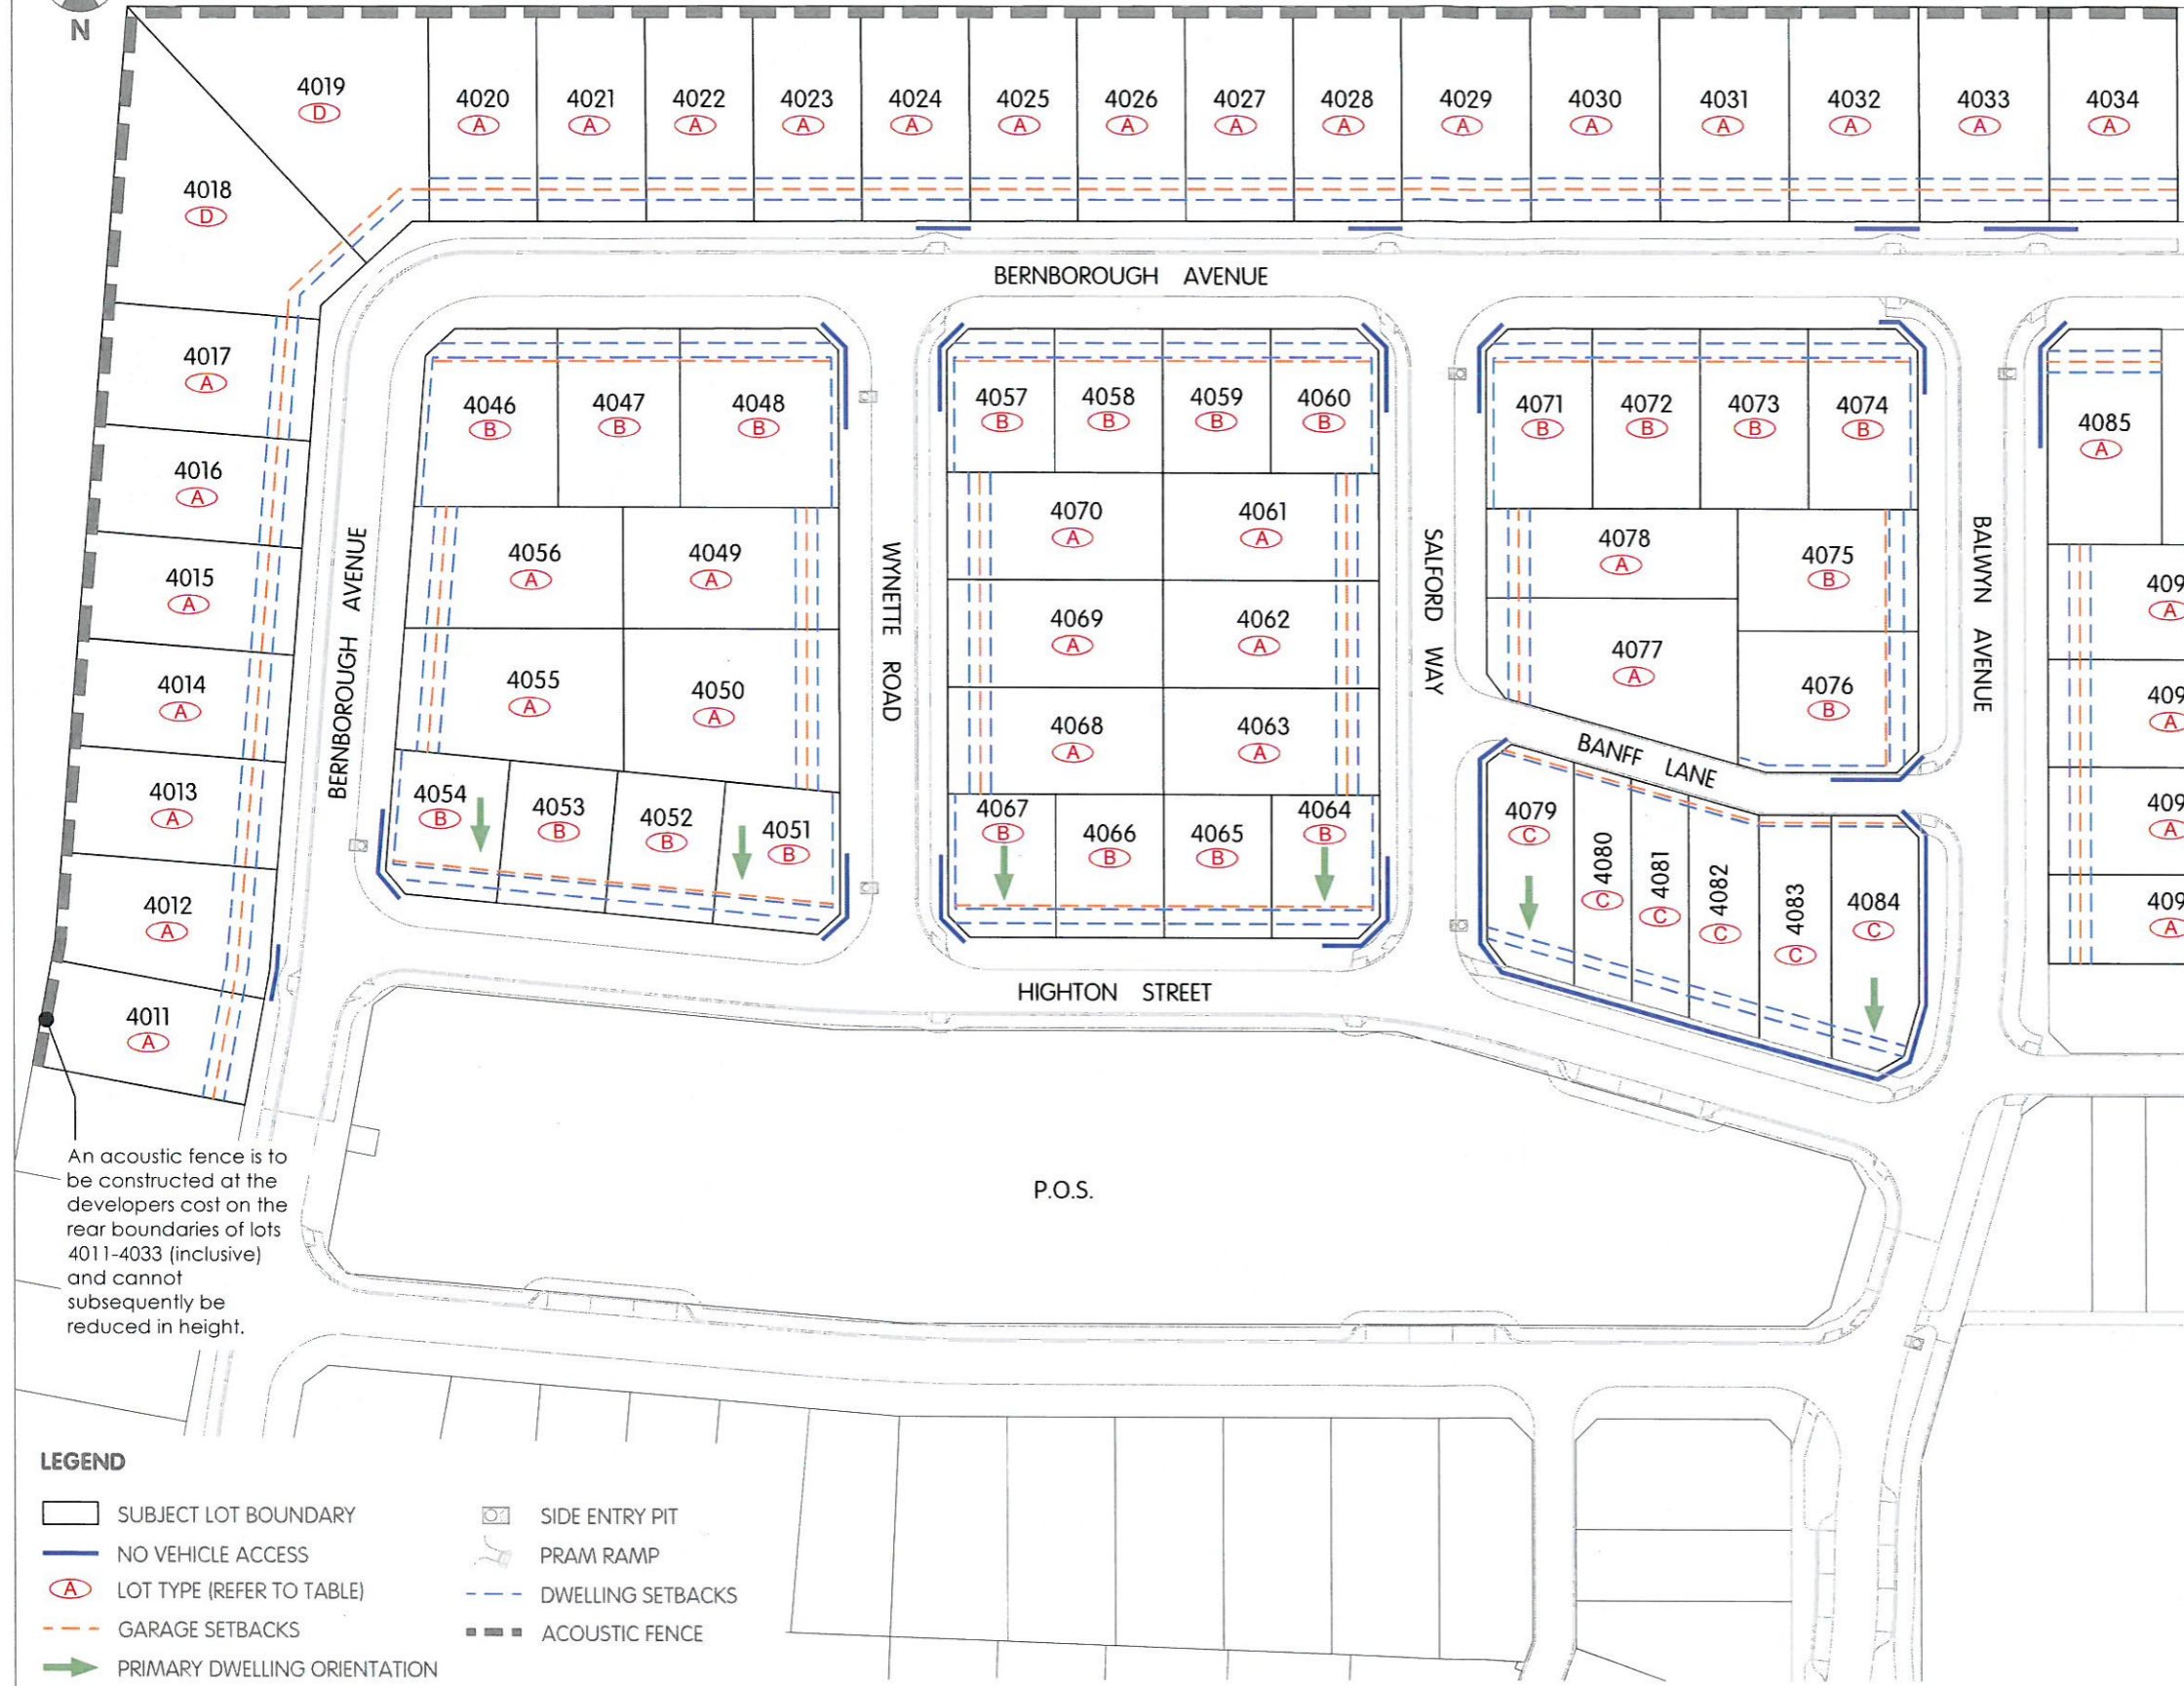 N
4019
D
4020
A
4021
A
4022
A
4023
A
4024
A
4025
A
4026
A
4027
A
4028
A
4029
A
4030
A
4031
A
4032
A
4033
A
4034
A
4018
D
4017
A
4016
A
4015
A
4014
A
4013
A
4012
A
4011
A
BERNBOROUGH AVENUE
BERNBOROUGH AVENUE
4046
B
4047
B
4048
B
4056
A
4049
A
4055
A
4050
A
4054
B
4053
B
4052
B
4051
B
WYNETTE ROAD
4057
B
4058
B
4059
B
4060
B
4070
A
4061
A
4069
A
4062
A
4068
A
4063
A
4067
B
4066
B
4065
B
4064
B
SALFORD WAY
4071
B
4072
B
4073
B
4074
B
4078
A
4075
B
4077
A
4076
B
BANFF LANE
4079
C
4080
C
4081
C
4082
C
4083
C
4084
C
BALWYN AVENUE
4085
A
409
A
409
A
409
A
409
A
HIGHTON STREET
P.O.S.
An acoustic fence is to
be constructed at the
developers cost on the
rear boundaries of lots
4011-4033 (inclusive)
and cannot
subsequently be
reduced in height.
LEGEND
SUBJECT LOT BOUNDARY
NO VEHICLE ACCESS
A LOT TYPE (REFER TO TABLE)
GARAGE SETBACKS
PRIMARY DWELLING ORIENTATION
SIDE ENTRY PIT
PRAM RAMP
DWELLING SETBACKS
ACOUSTIC FENCE